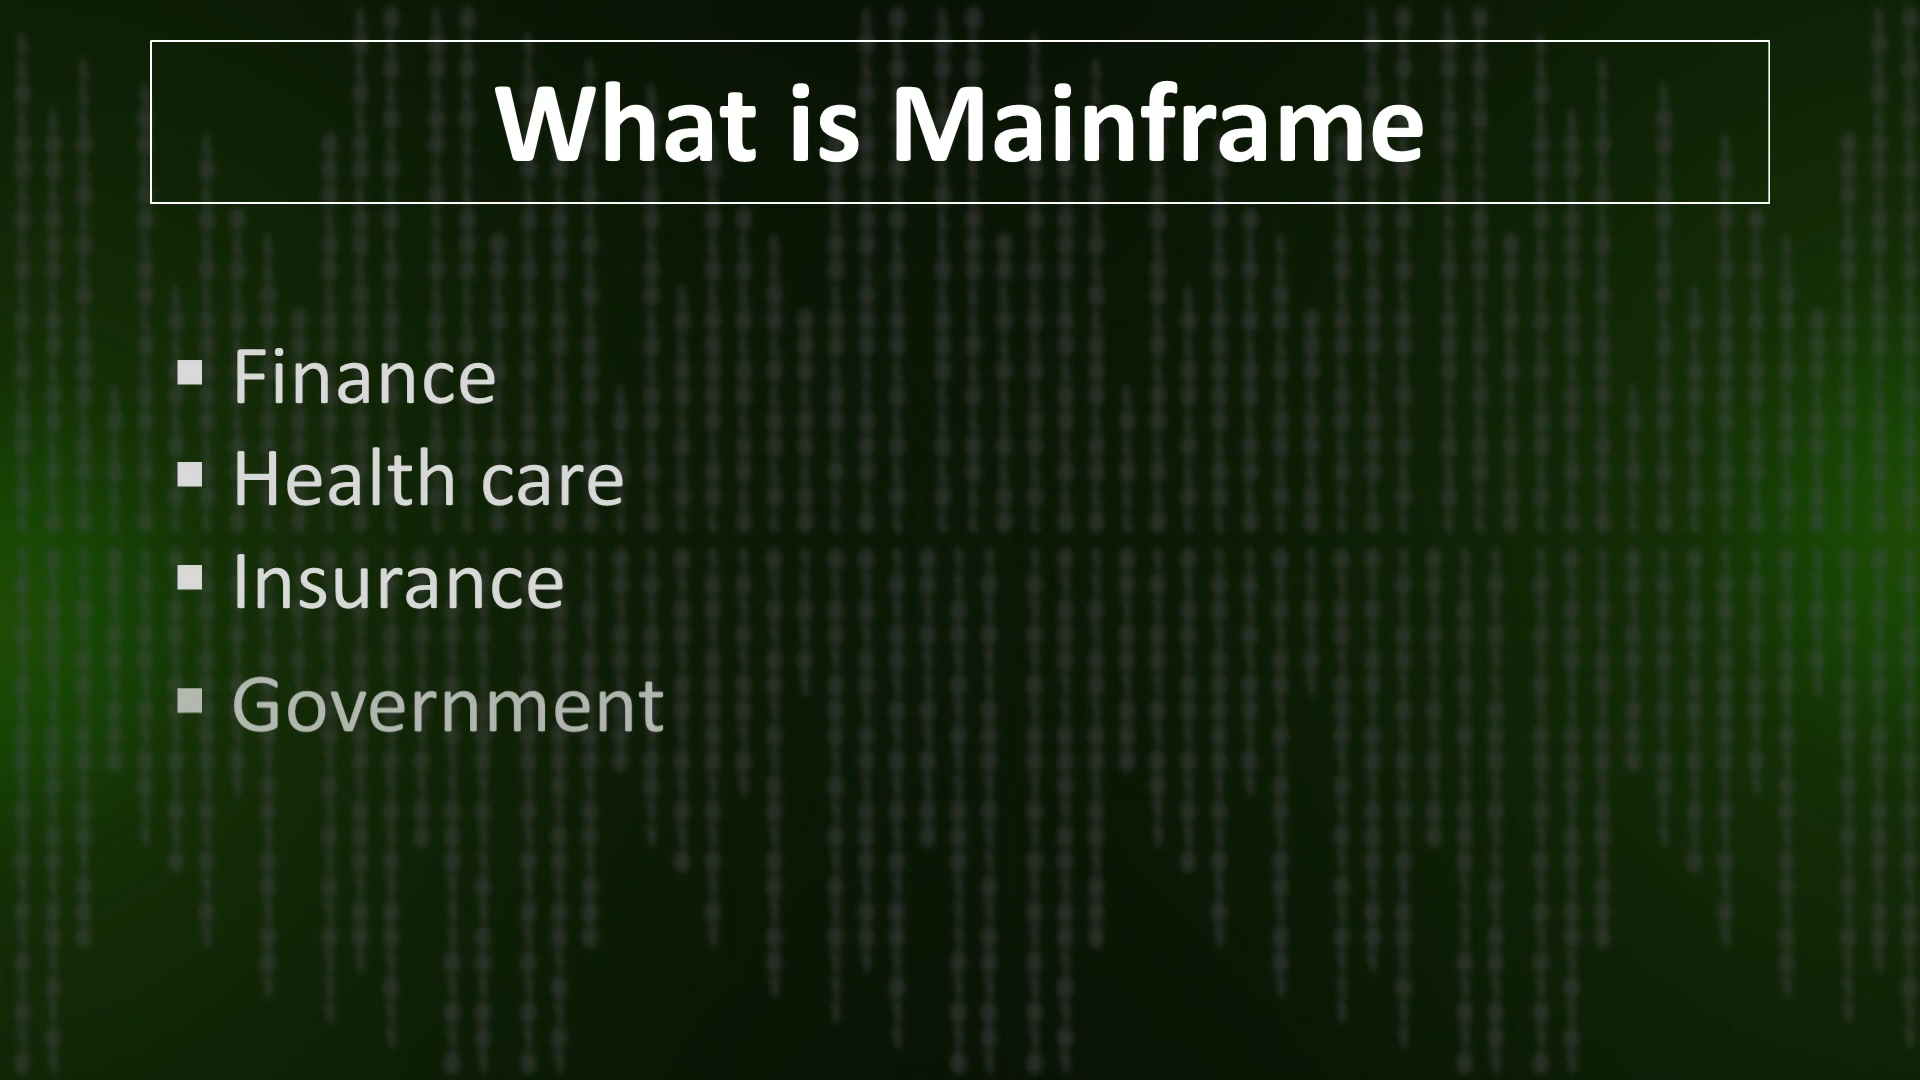 What is Mainframe
▪ Finance
▪ Health care
▪ Insurance
▪ Government